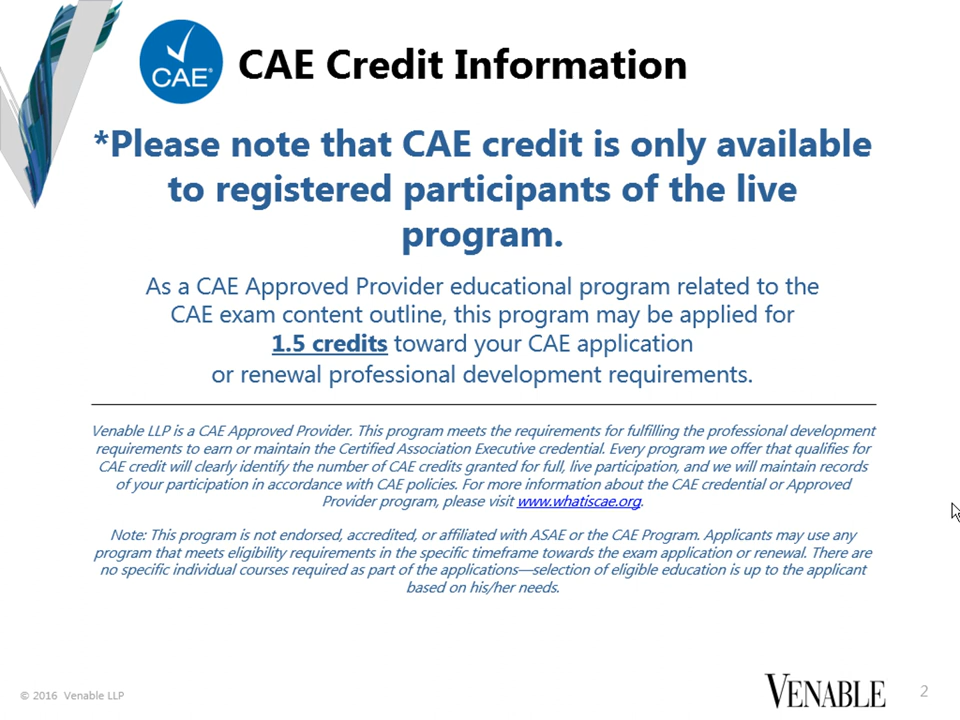 CAE®
CAE Credit Information
*Please note that CAE credit is only available
to registered participants of the live
program.
As a CAE Approved Provider educational program related to the
CAE exam content outline, this program may be applied for
1.5 credits toward your CAE application
or renewal professional development requirements.
Venable LLP is a CAE Approved Provider. This program meets the requirements for fulfilling the professional development
requirements to earn or maintain the Certified Association Executive credential. Every program we offer that qualifies for
CAE credit will clearly identify the number of CAE credits granted for full, live participation, and we will maintain records
of your participation in accordance with CAE policies. For more information about the CAE credential or Approved
Provider program, please visit www.whatiscae.org.
Note: This program is not endorsed, accredited, or affiliated with ASAE or the CAE Program. Applicants may use any
program that meets eligibility requirements in the specific timeframe towards the exam application or renewal. There are
no specific individual courses required as part of the applications—selection of eligible education is up to the applicant
based on his/her needs.
© 2016 Venable LLP
VENABLE
2